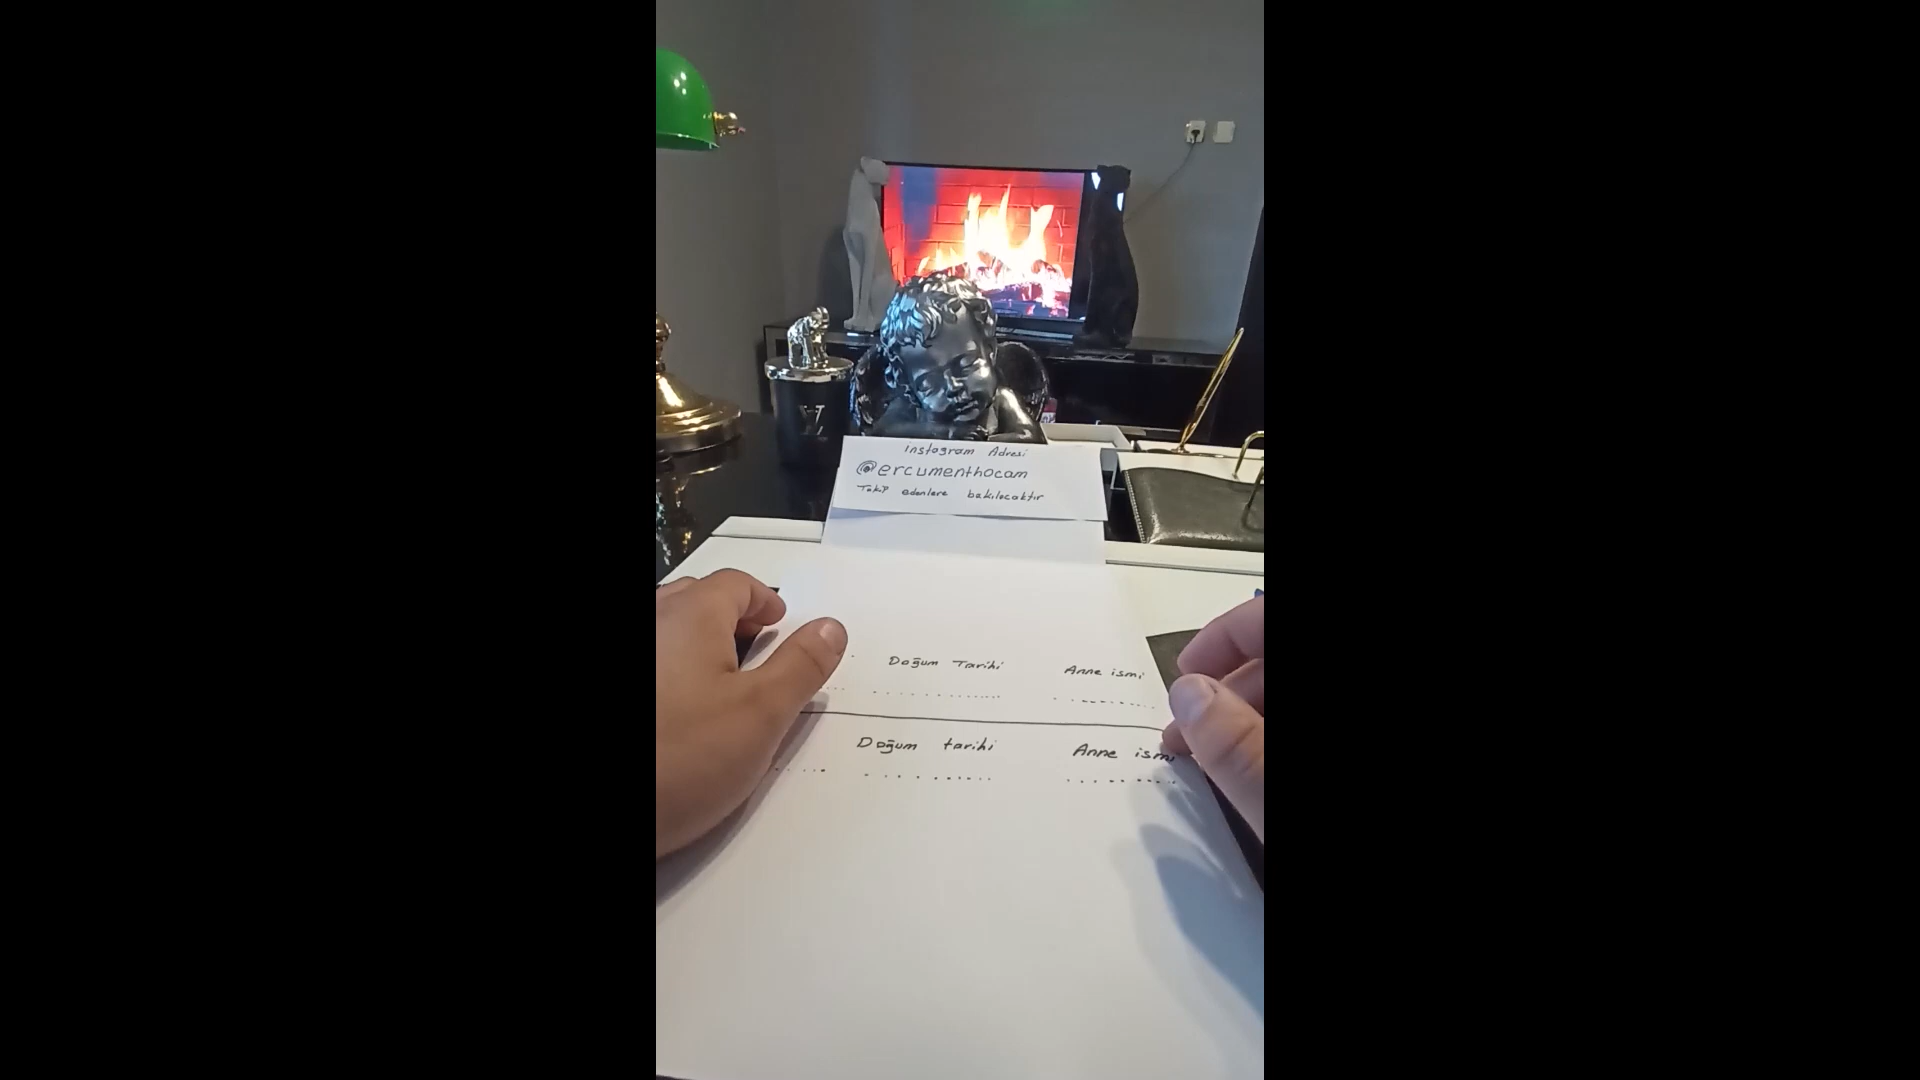 instagram Adresi
@ercumenthocam
Takip edenlere bakılacaktır
Doğum Tarihi Anne ismi
Doğum tarihi Anne ismi